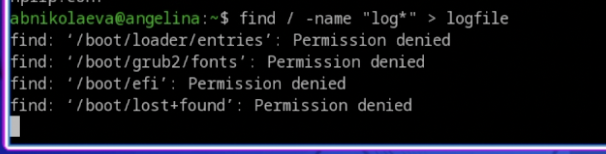 abnikolaeva@angelina:~$ find / -name "log*" > logfile
find: ‘/boot/loader/entries’: Permission denied
find: ‘/boot/grub2/fonts’: Permission denied
find: ‘/boot/efi’: Permission denied
find: ‘/boot/lost+found’: Permission denied